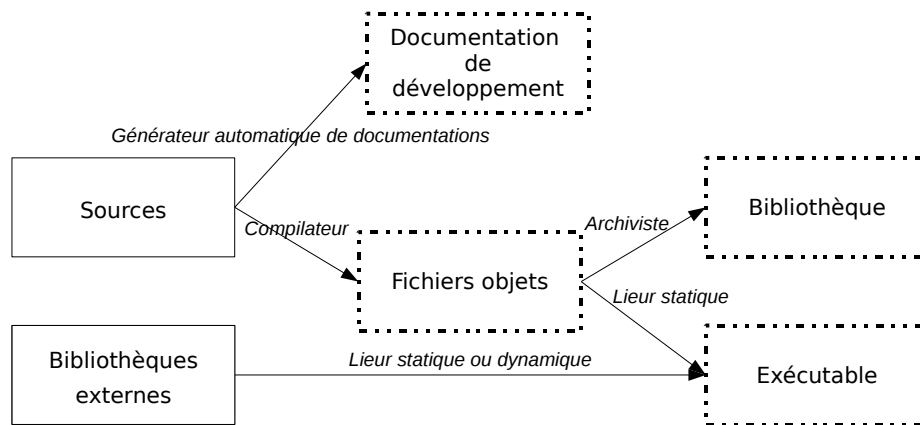 Documentation
de
développement
Générateur automatique de documentations
Sources
Compilateur
Archiviste
Bibliothèque
Fichiers objets
Lieur statique
Bibliothèques
externes
Lieur statique ou dynamique
Exécutable